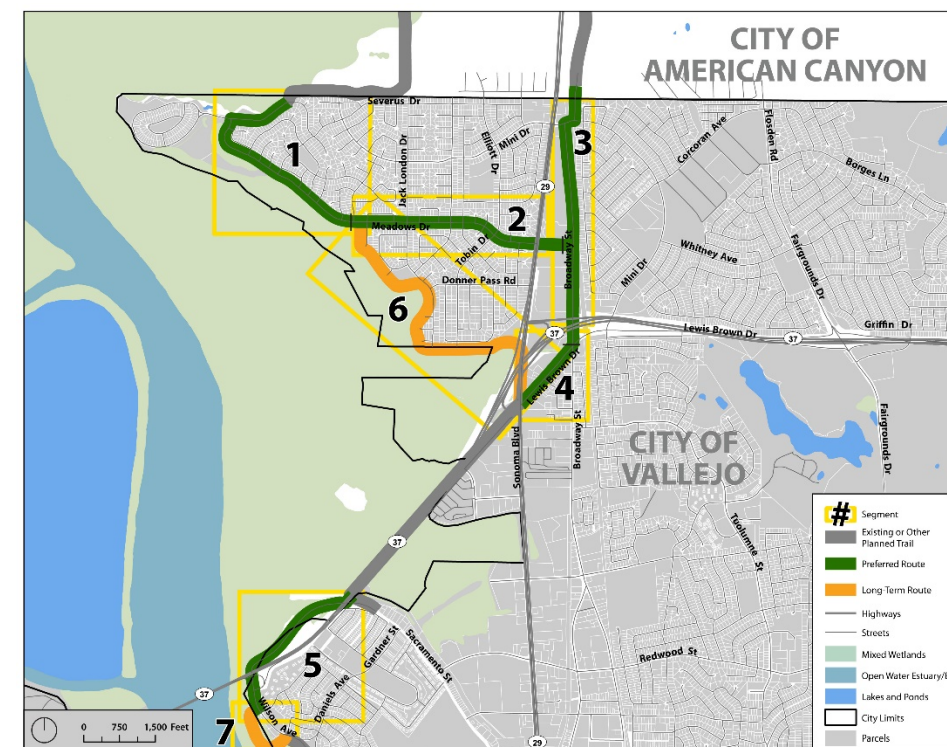 CITY OF
AMERICAN CANYON
Severus Dr
Jack London Dr
Elliott Dr
Mini Dr
29
3
Corcoran Ave
Flosden Rd
Borges Ln
1
2
Meadows Dr
Tobin Dr
Broadway St
Mini Dr
Whitney Ave
Fairgrounds Dr
Donner Pass Rd
6
37
Lewis Brown Dr
37
Griffin Dr
Lewis Brown Dr
4
Sonoma Blvd
Broadway St
CITY OF
VALLEJO
Fairgrounds Dr
37
Tuolumne St
5
Gardner St
Sacramento St
Daniels Ave
Wilson Ave
Redwood St
37
7
29
0 750 1,500 Feet
# Segment
Existing or Other
Planned Trail
Preferred Route
Long-Term Route
Highways
Streets
Mixed Wetlands
Open Water Estuary/
Lakes and Ponds
City Limits
Parcels